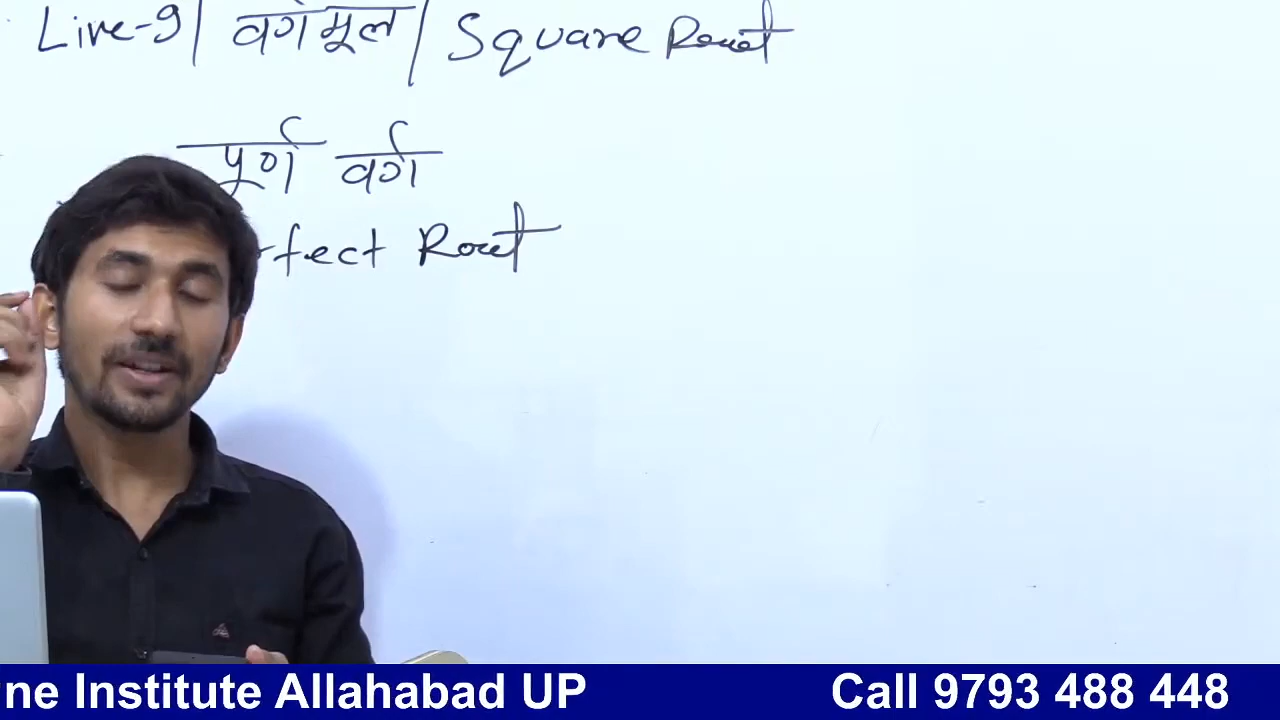 Live-9 | वर्गमूल | Square Root
पूर्ण वर्ग
rfect Root
ne Institute Allahabad UP Call 9793 488 448